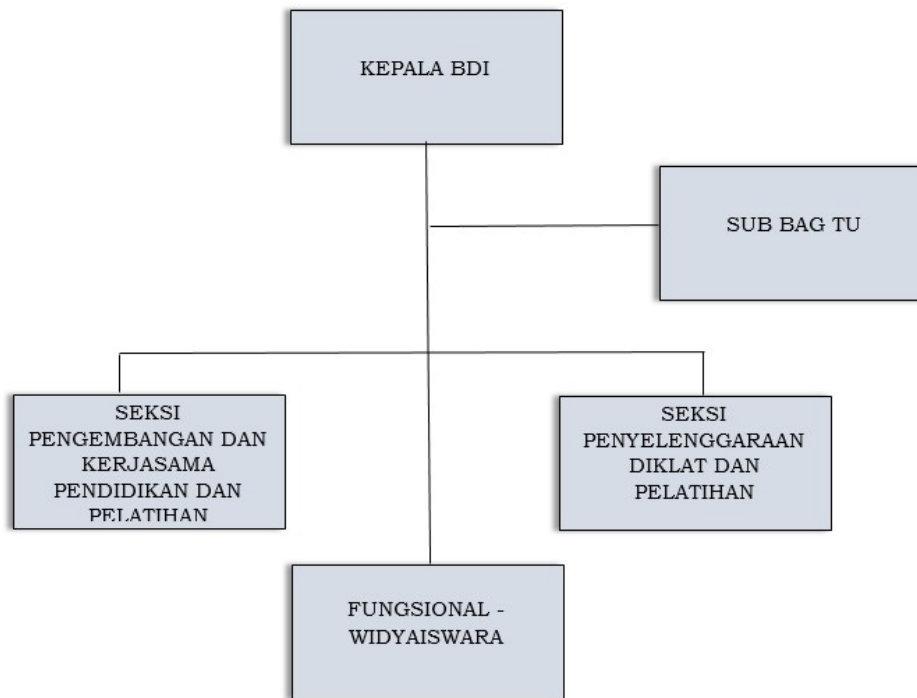 KEPALA BDI
SUB BAG TU
SEKSI
PENGEMBANGAN DAN
KERJASAMA
PENDIDIKAN DAN
PELATIHAN
SEKSI
PENYELENGGARAAN
DIKLAT DAN
PELATIHAN
FUNGSIONAL -
WIDYAISWARA